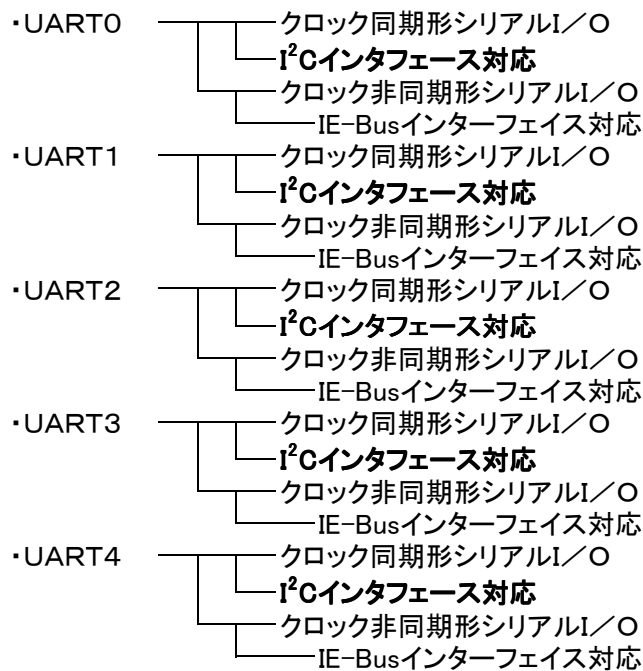 ・UART0 クロック同期形シリアルI／O
I²Cインタフェース対応
クロック非同期形シリアルI／O
IE-Busインターフェイス対応
・UART1 クロック同期形シリアルI／O
I²Cインタフェース対応
クロック非同期形シリアルI／O
IE-Busインターフェイス対応
・UART2 クロック同期形シリアルI／O
I²Cインタフェース対応
クロック非同期形シリアルI／O
IE-Busインターフェイス対応
・UART3 クロック同期形シリアルI／O
I²Cインタフェース対応
クロック非同期形シリアルI／O
IE-Busインターフェイス対応
・UART4 クロック同期形シリアルI／O
I²Cインタフェース対応
クロック非同期形シリアルI／O
IE-Busインターフェイス対応